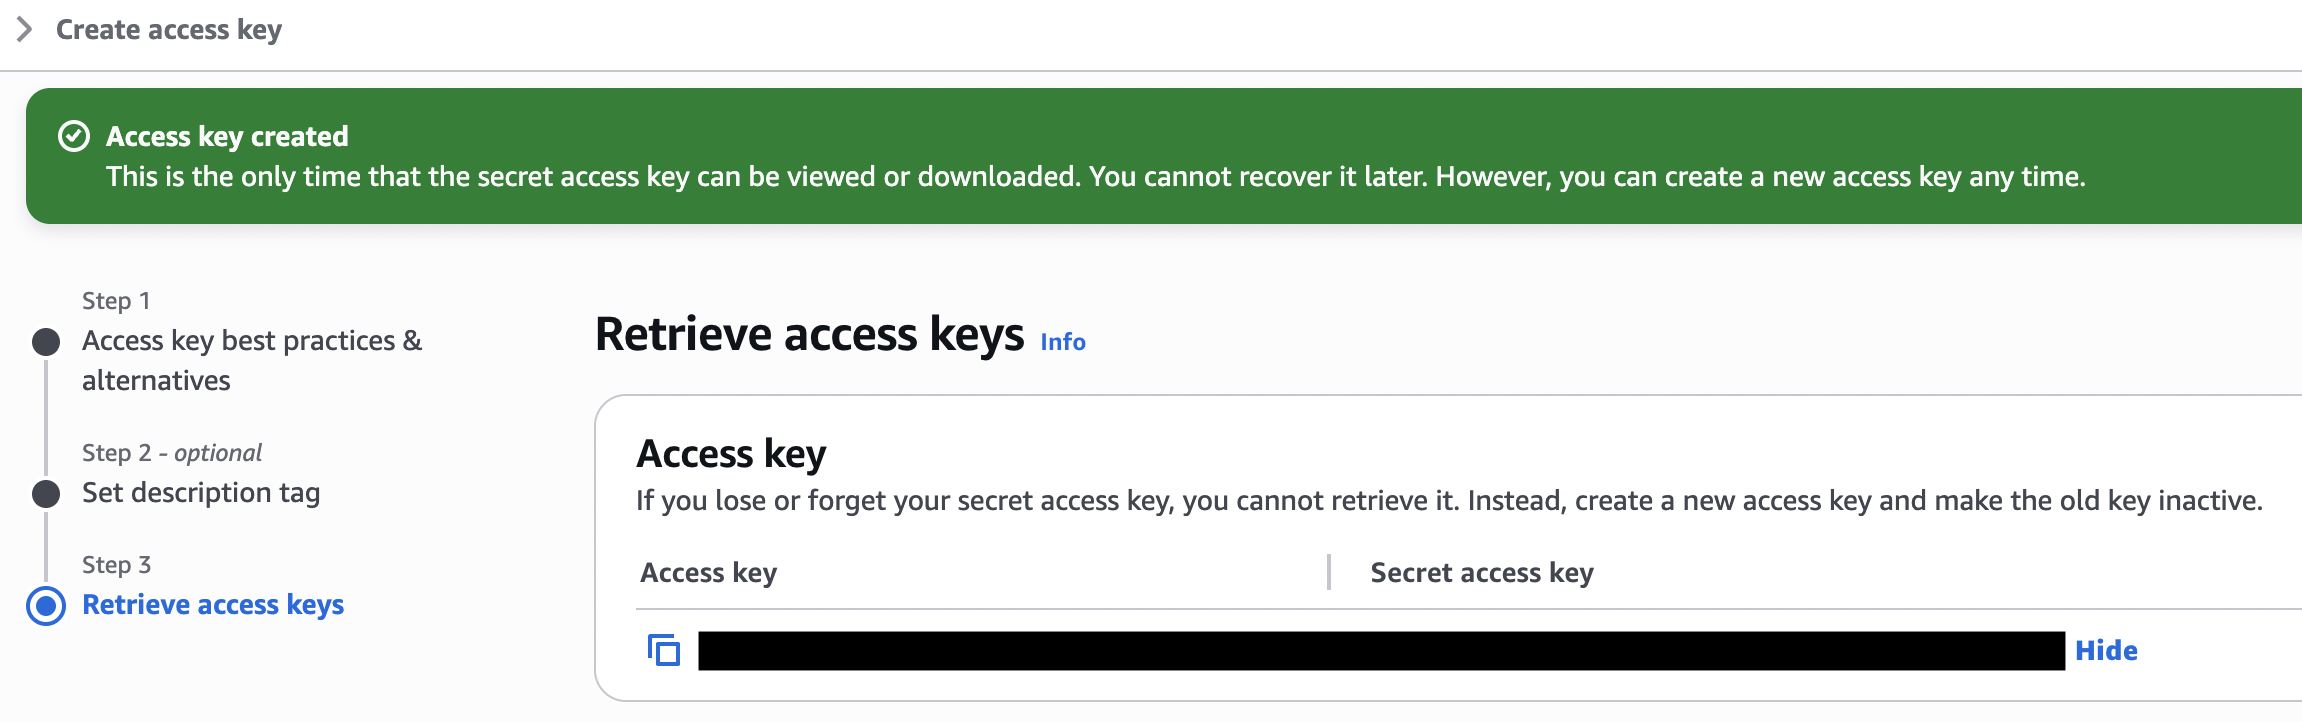 Create access key
Access key created
This is the only time that the secret access key can be viewed or downloaded. You cannot recover it later. However, you can create a new access key any time.
Step 1
Access key best practices &
alternatives
Step 2 - optional
Set description tag
Step 3
Retrieve access keys
Retrieve access keys Info
Access key
If you lose or forget your secret access key, you cannot retrieve it. Instead, create a new access key and make the old key inactive.
Access key Secret access key
Hide